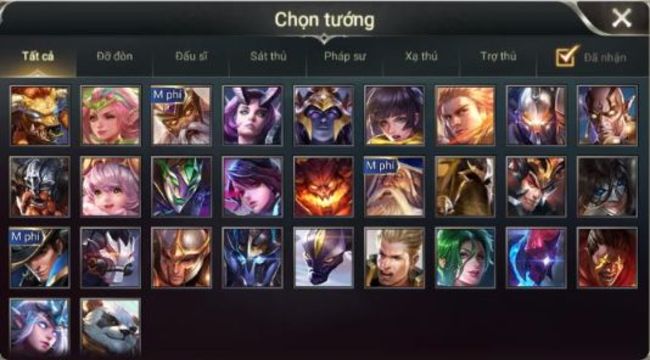 Chọn tướng
Tất cả Đỡ đòn Đấu sĩ Sát thủ Pháp sư Xạ thủ Trợ thủ Đã nhận
M phí
M phí
M phí